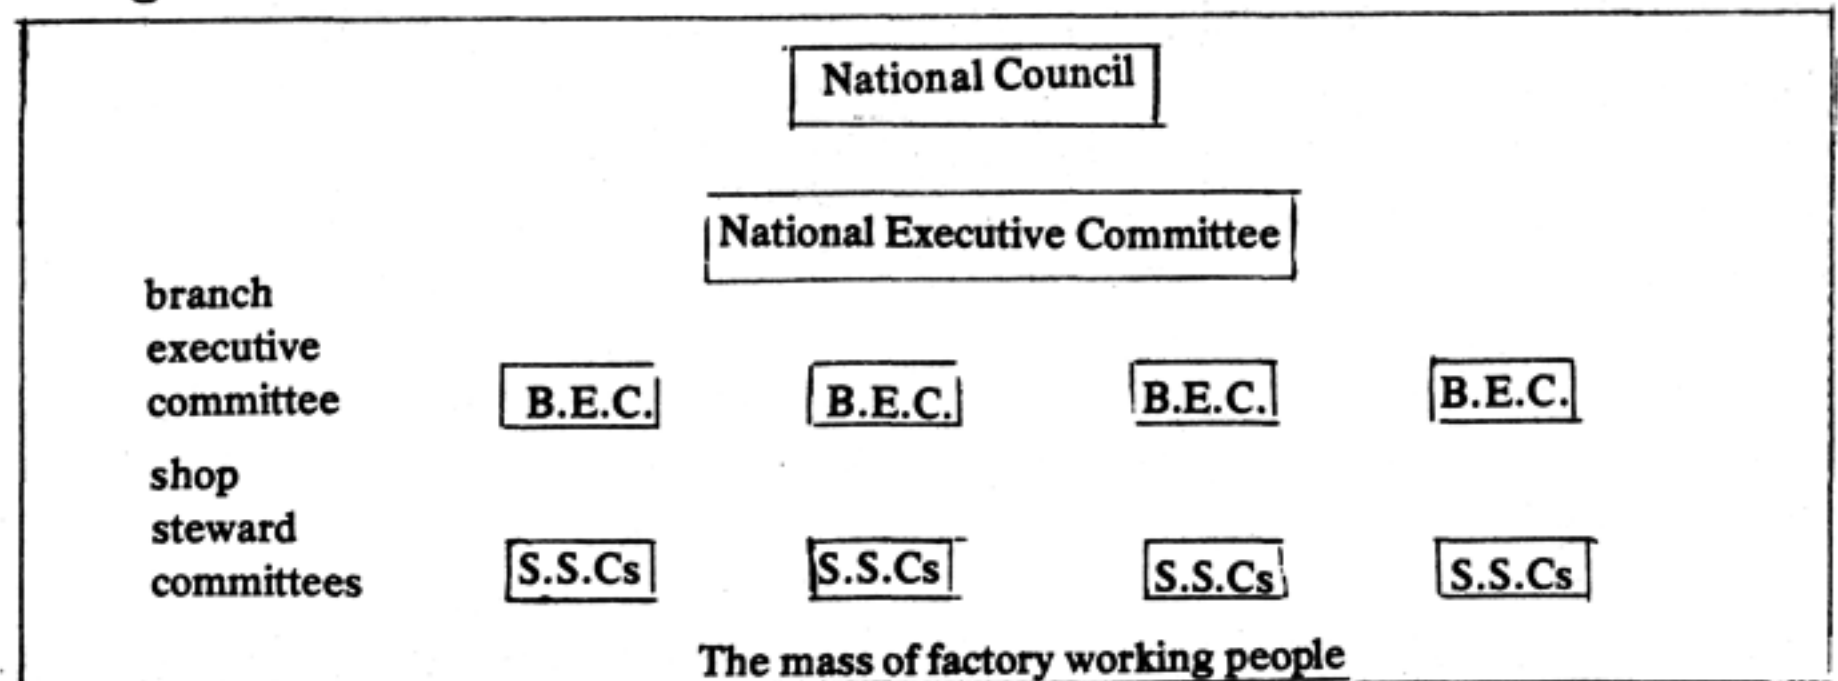 National Council
National Executive Committee
branch
executive
committee
B.E.C. B.E.C. B.E.C. B.E.C.
shop
steward
committees
S.S.Cs S.S.Cs S.S.Cs S.S.Cs
The mass of factory working people